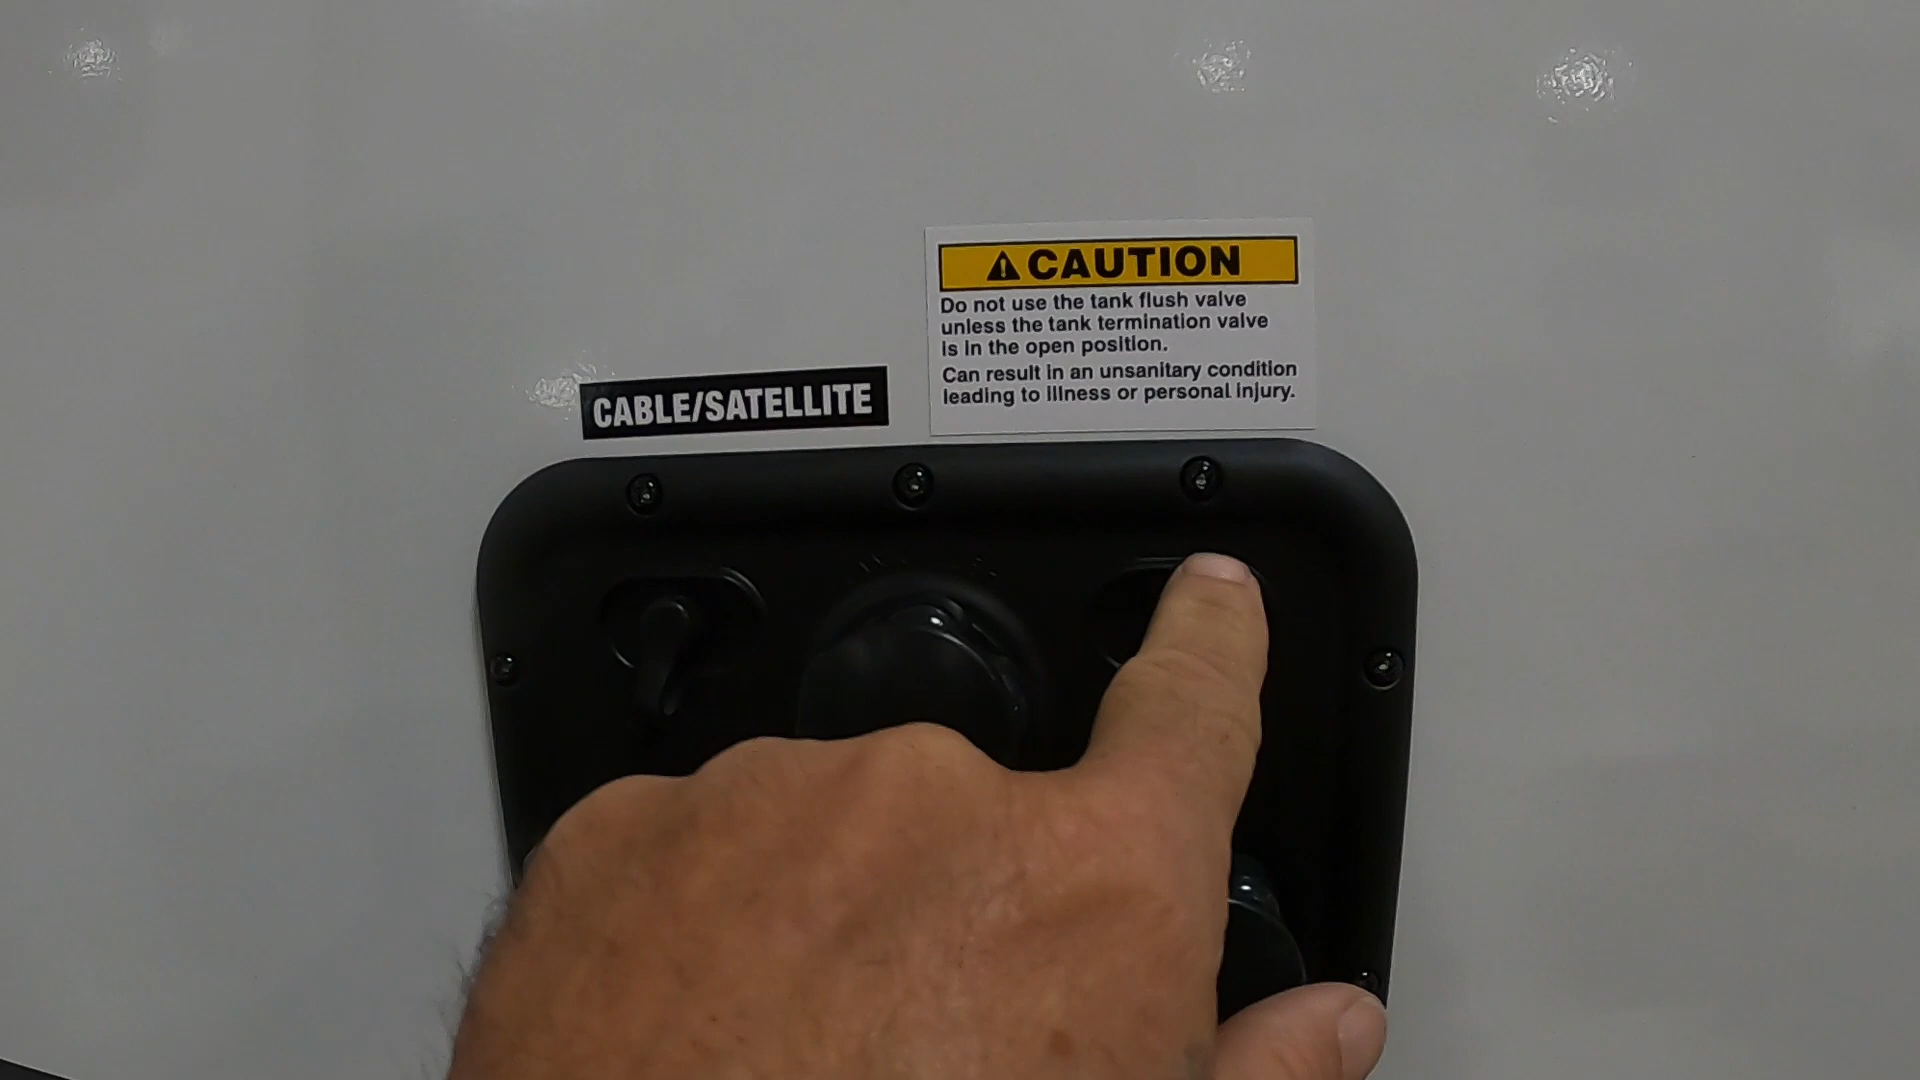 CAUTION
Do not use the tank flush valve
unless the tank termination valve
is in the open position.
Can result in an unsanitary condition
leading to illness or personal injury.
CABLE/SATELLITE